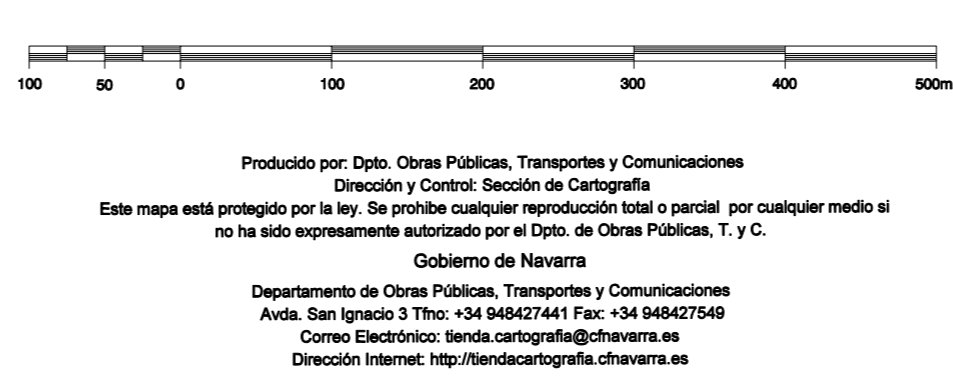 100 50 0 100 200 300 400 500m
Producido por: Dpto. Obras Públicas, Transportes y Comunicaciones
Dirección y Control: Sección de Cartografía
Este mapa está protegido por la ley. Se prohibe cualquier reproducción total o parcial por cualquier medio si
no ha sido expresamente autorizado por el Dpto. de Obras Públicas, T. y C.
Gobierno de Navarra
Departamento de Obras Públicas, Transportes y Comunicaciones
Avda. San Ignacio 3 Tfno: +34 948427441 Fax: +34 948427549
Correo Electrónico: tienda.cartografia@cfnavarra.es
Dirección Internet: http://tiendacartografia.cfnavarra.es